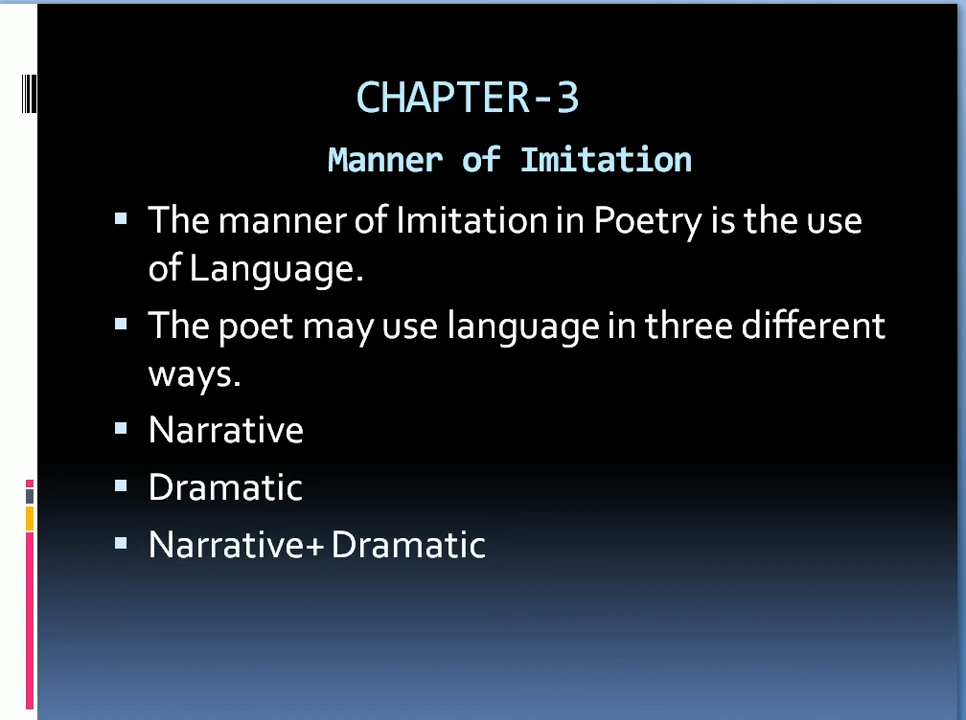 CHAPTER-3
Manner of Imitation
The manner of Imitation in Poetry is the use
of Language.
The poet may use language in three different
ways.
Narrative
Dramatic
Narrative+ Dramatic